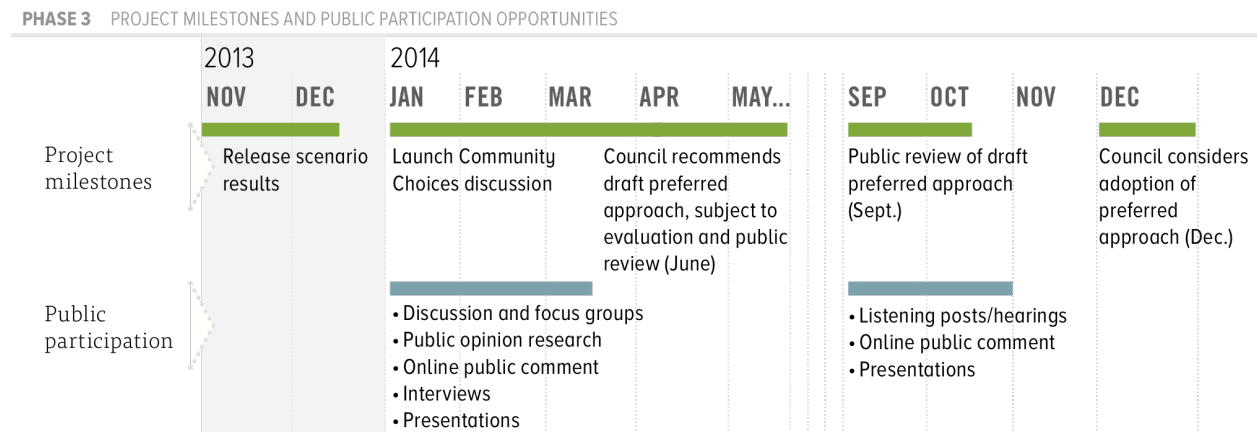 PHASE 3 PROJECT MILESTONES AND PUBLIC PARTICIPATION OPPORTUNITIES
2013
2014
NOV DEC JAN FEB MAR APR MAY... SEP OCT NOV DEC
Project
milestones
Release scenario
results
Launch Community
Choices discussion
Council recommends
draft preferred
approach, subject to
evaluation and public
review (June)
Public review of draft
preferred approach
(Sept.)
Council considers
adoption of
preferred
approach (Dec.)
Public
participation
• Discussion and focus groups
• Public opinion research
• Online public comment
• Interviews
• Presentations
• Listening posts/hearings
• Online public comment
• Presentations